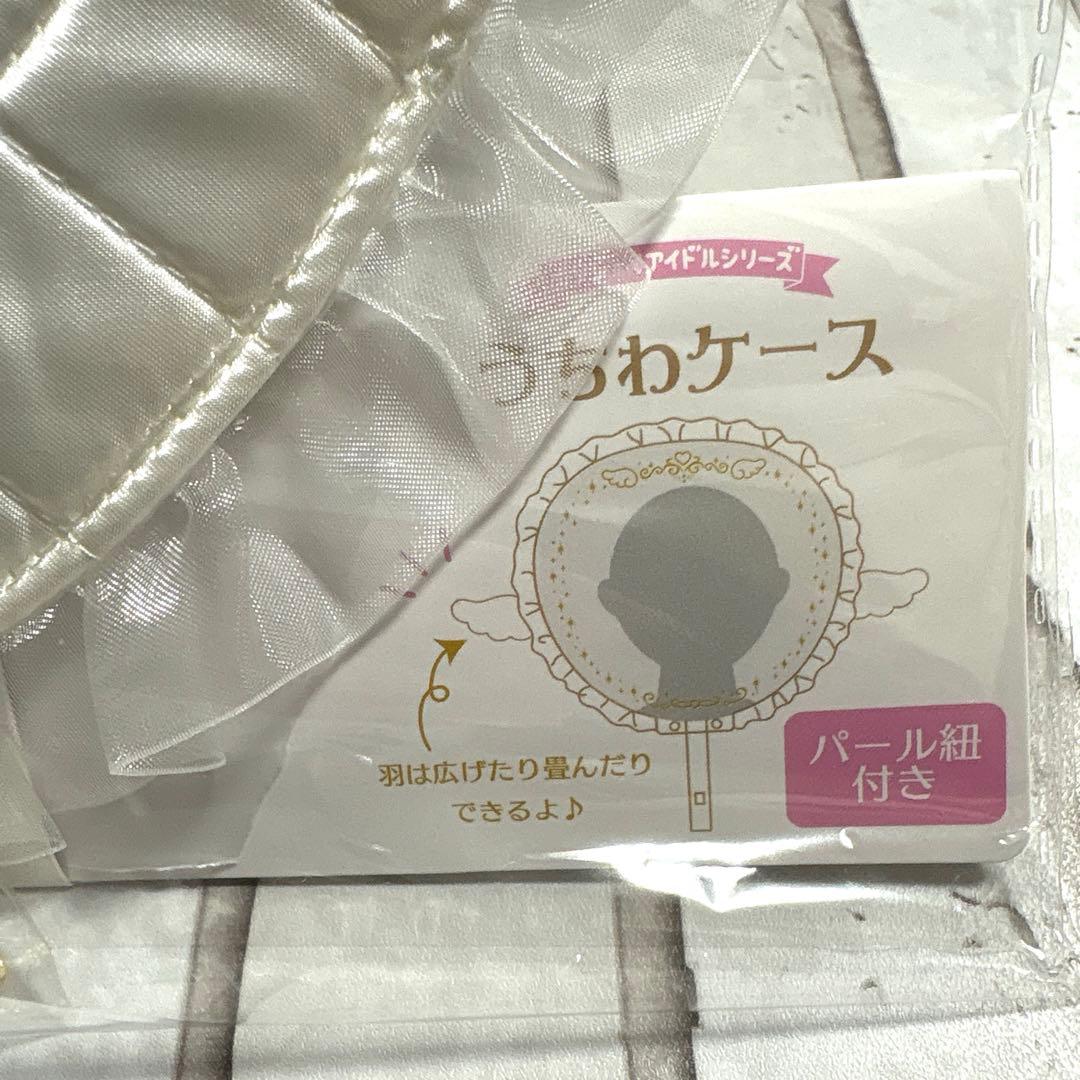 アイドルシリーズ
うちわケース
羽は広げたり畳んだり
できるよ♪
パール紐
付き